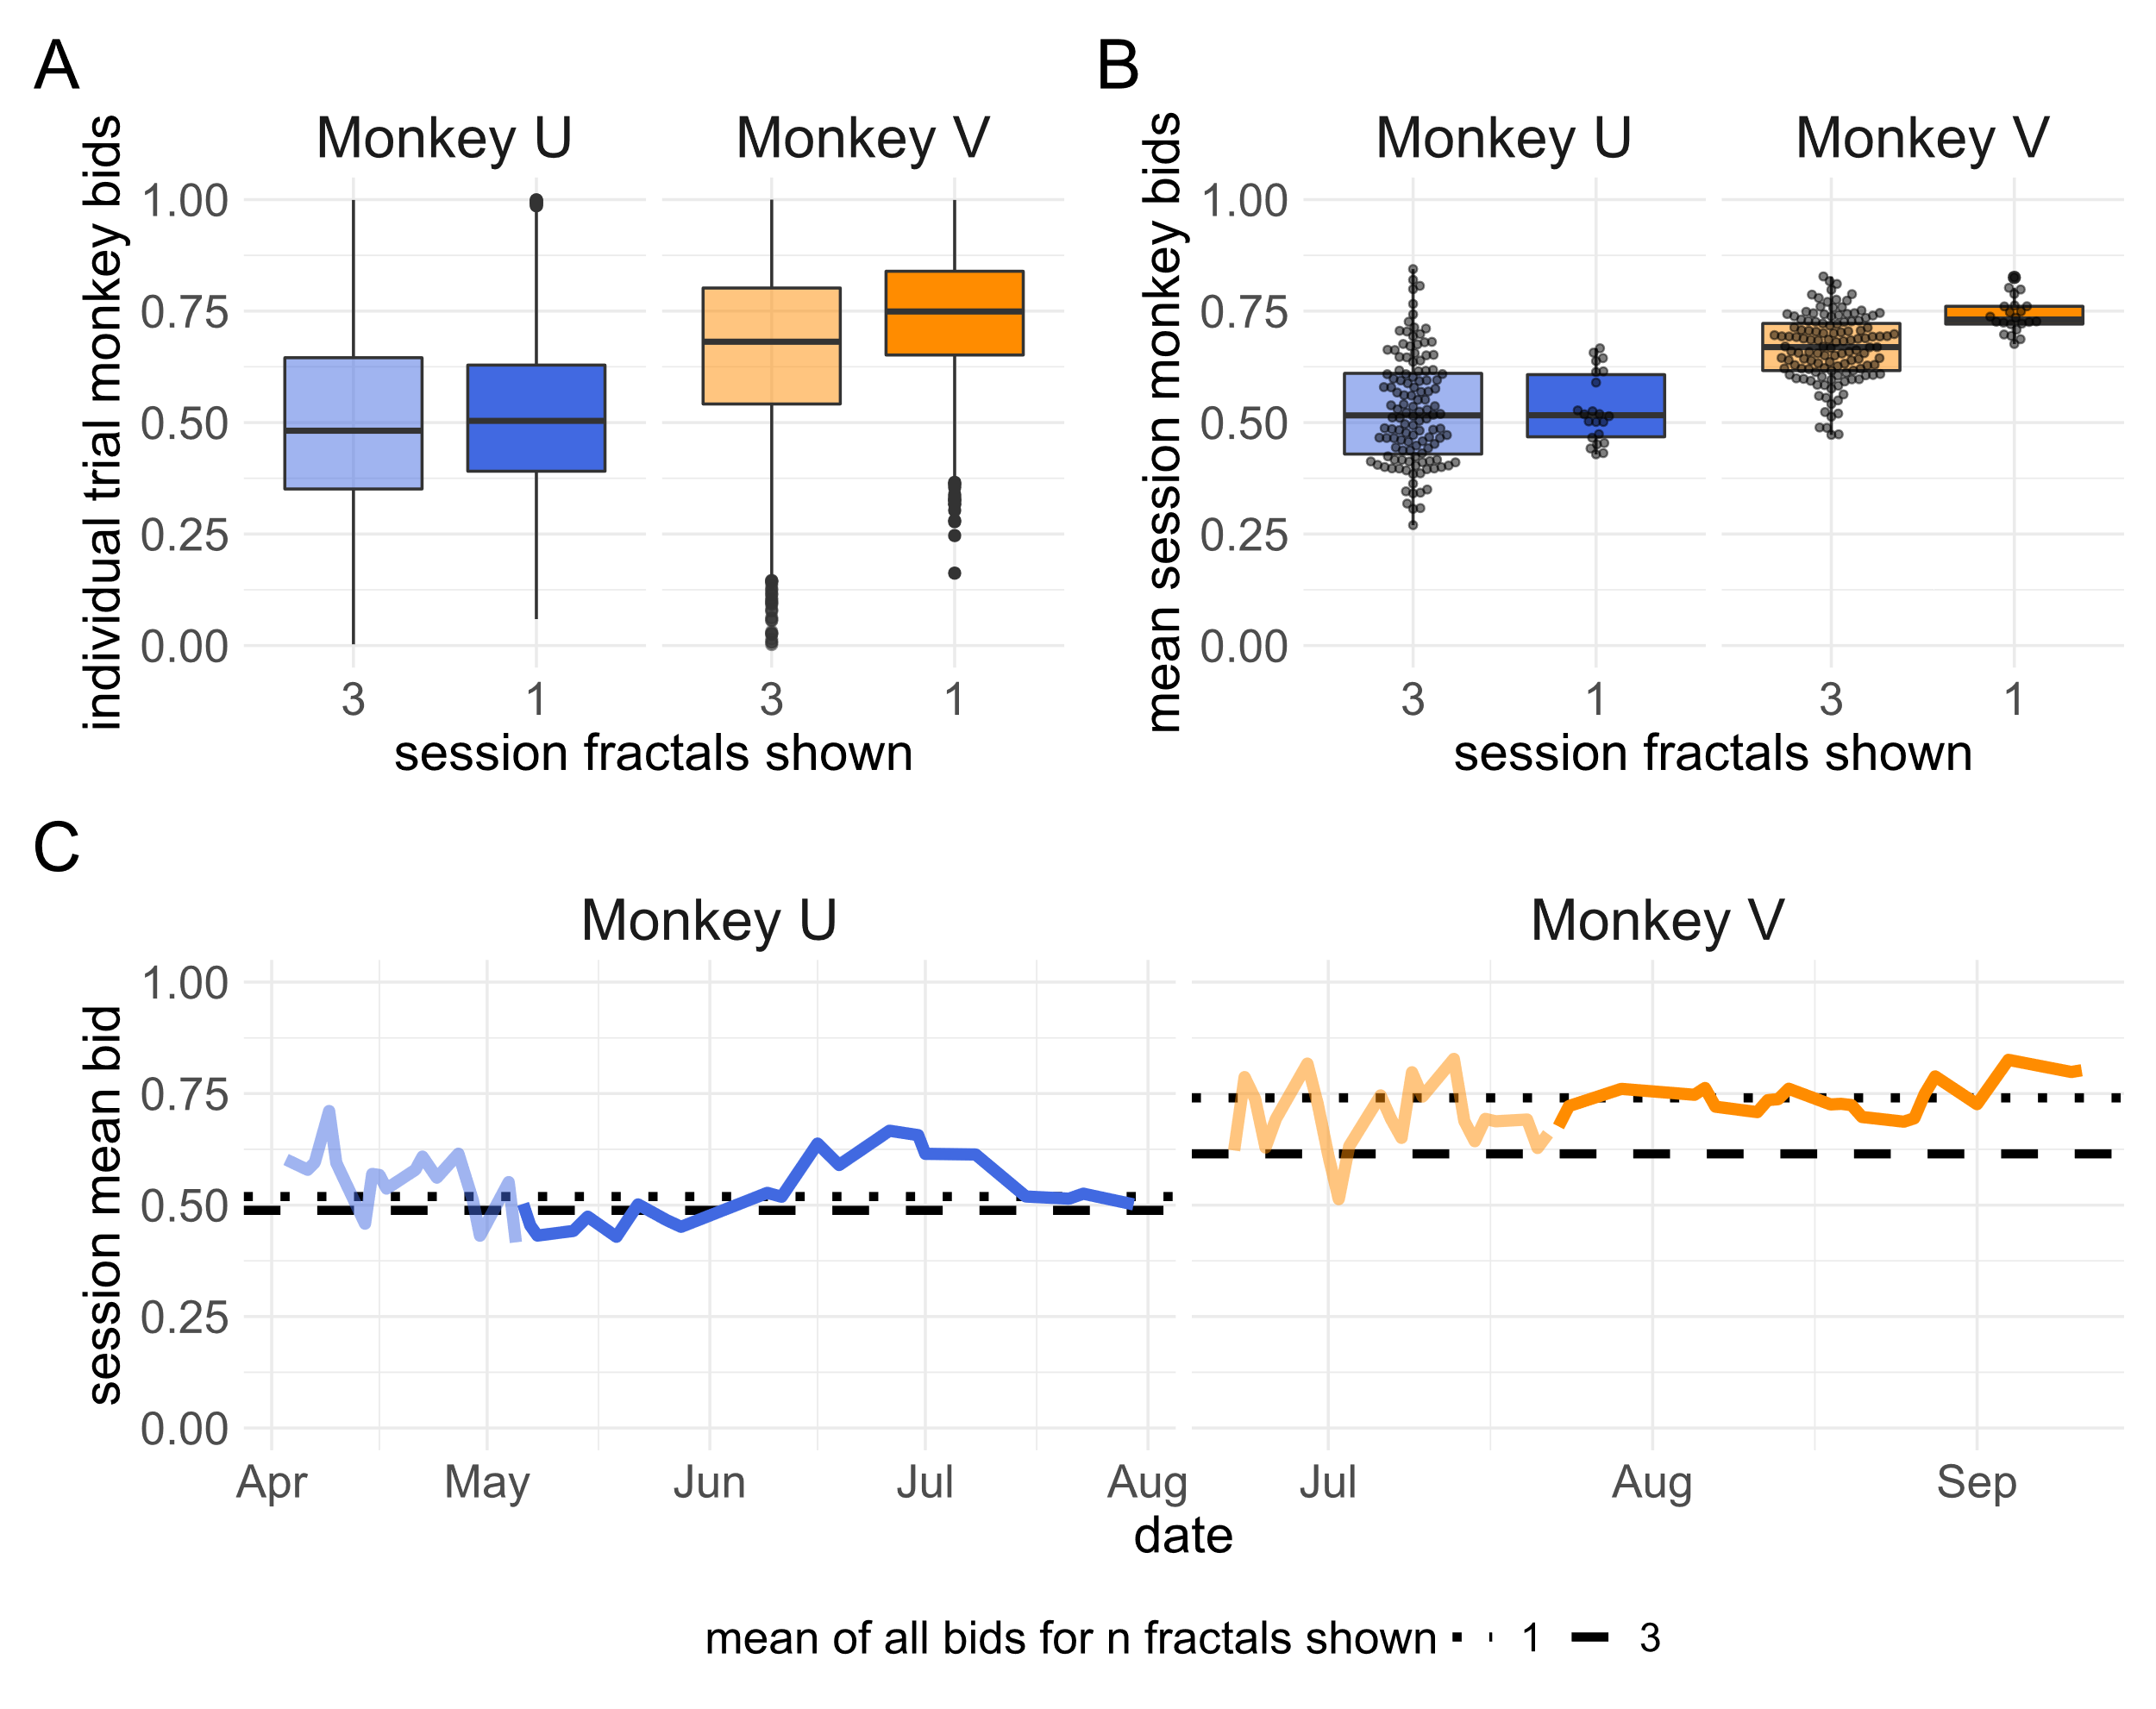 A
B
Monkey U
Monkey V
Monkey U
Monkey V
individual trial monkey bids
1.00
0.75
0.50
0.25
0.00
3
1
3
1
session fractals shown
mean session monkey bids
1.00
0.75
0.50
0.25
0.00
3
1
3
1
session fractals shown
C
Monkey U
Monkey V
session mean bid
1.00
0.75
0.50
0.25
0.00
Apr
May
Jun
Jul
Aug
Jul
Aug
Sep
date
mean of all bids for n fractals shown 1 3